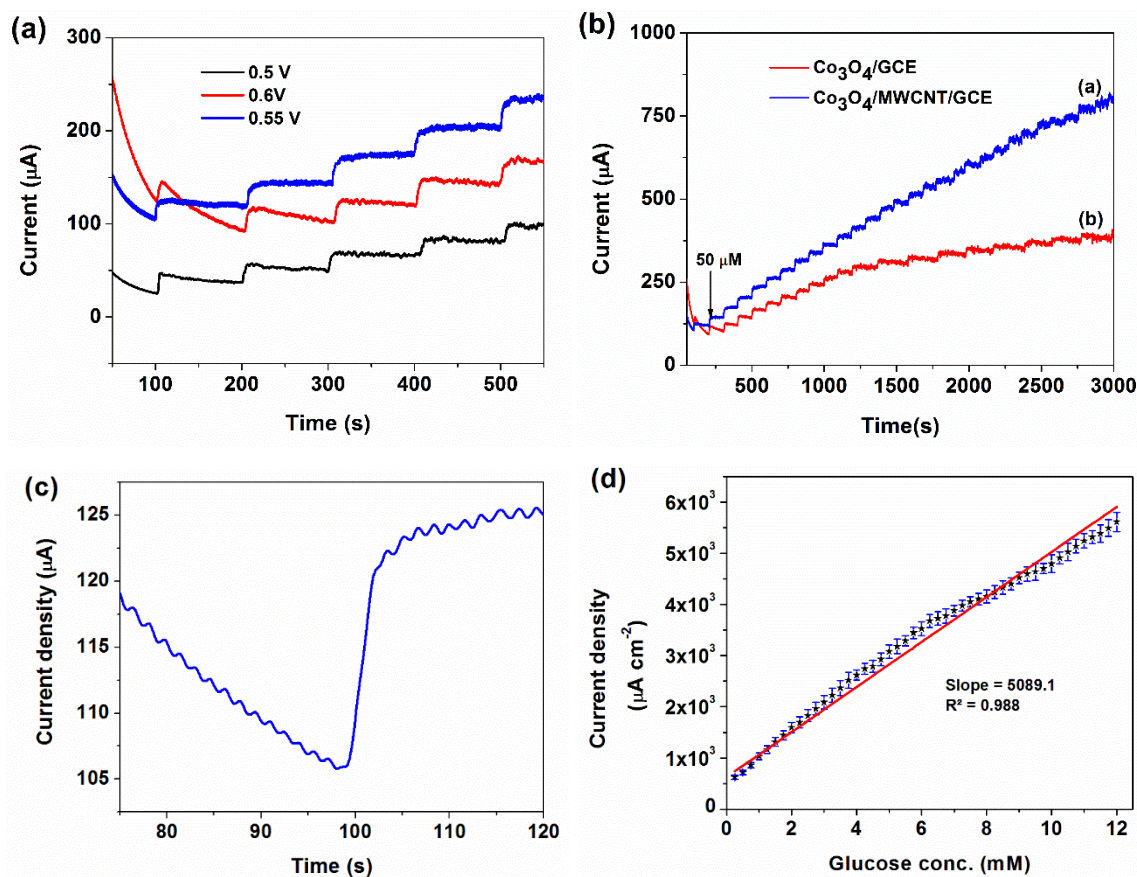 (a)
300
200
100
0
Current (µA)
0.5 V
0.6V
0.55 V
100 200 300 400 500
Time (s)
(b)
1000
750
500
250
0
Current (µA)
Co₃O₄/GCE
Co₃O₄/MWCNT/GCE
(a)
(b)
50 µM
500 1000 1500 2000 2500 3000
Time(s)
(c)
125
120
115
110
105
Current density (µA)
80 90 100 110 120
Time (s)
(d)
6x10³
5x10³
4x10³
3x10³
2x10³
1x10³
0
Current density
(µA cm⁻²)
Slope = 5089.1
R² = 0.988
0 2 4 6 8 10 12
Glucose conc. (mM)